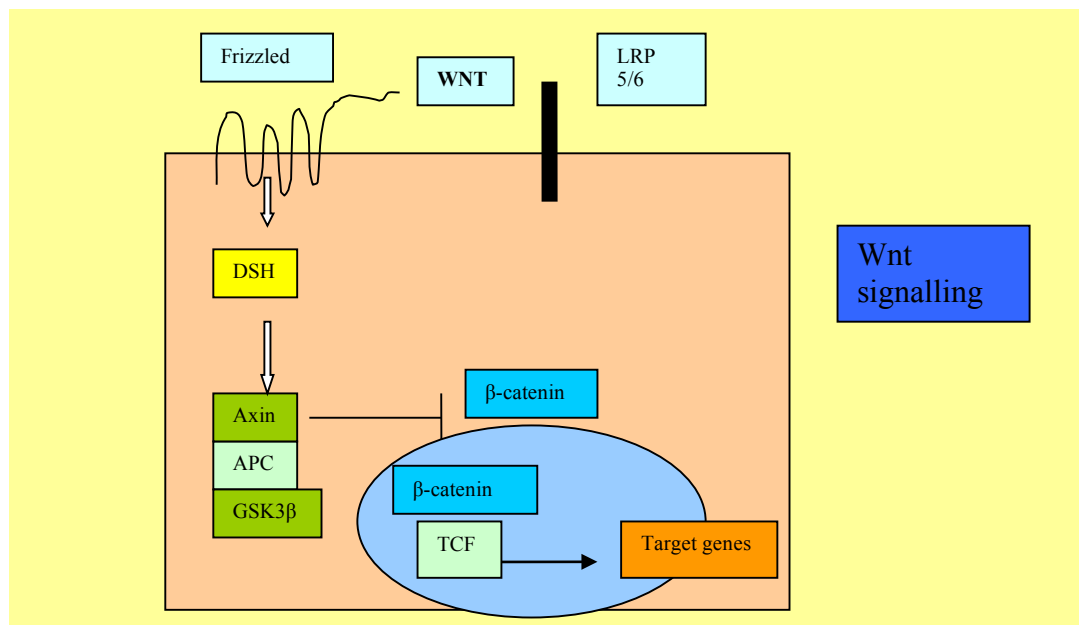 Frizzled
WNT
LRP
5/6
Wnt
signalling
DSH
β-catenin
Axin
APC
GSK3β
β-catenin
TCF
Target genes